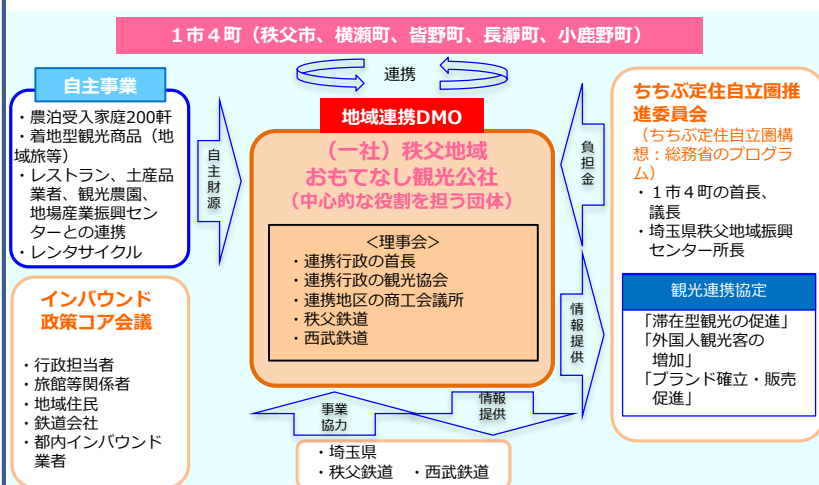 1市4町（秩父市、横瀬町、皆野町、長瀞町、小鹿野町）
連携
自主事業
・農泊受入家庭200軒
・着地型観光商品（地
域旅等）
・レストラン、土産品
業者、観光農園、
地場産業振興セン
ターとの連携
・レンタサイクル
自主財源
地域連携DMO
（一社）秩父地域
おもてなし観光公社
（中心的な役割を担う団体）
＜理事会＞
・連携行政の首長
・連携行政の観光協会
・連携地区の商工会議所
・秩父鉄道
・西武鉄道
負担金
ちちぶ定住自立圏推
進委員会
（ちちぶ定住自立圏構
想：総務省のプログラ
ム）
・1市4町の首長、
議長
・埼玉県秩父地域振興
センター所長
インバウンド
政策コア会議
・行政担当者
・旅館等関係者
・地域住民
・鉄道会社
・都内インバウンド
業者
情報提供
観光連携協定
「滞在型観光の促進」
「外国人観光客の
増加」
「ブランド確立・販売
促進」
事業
協力
情報
提供
・埼玉県
・秩父鉄道　・西武鉄道